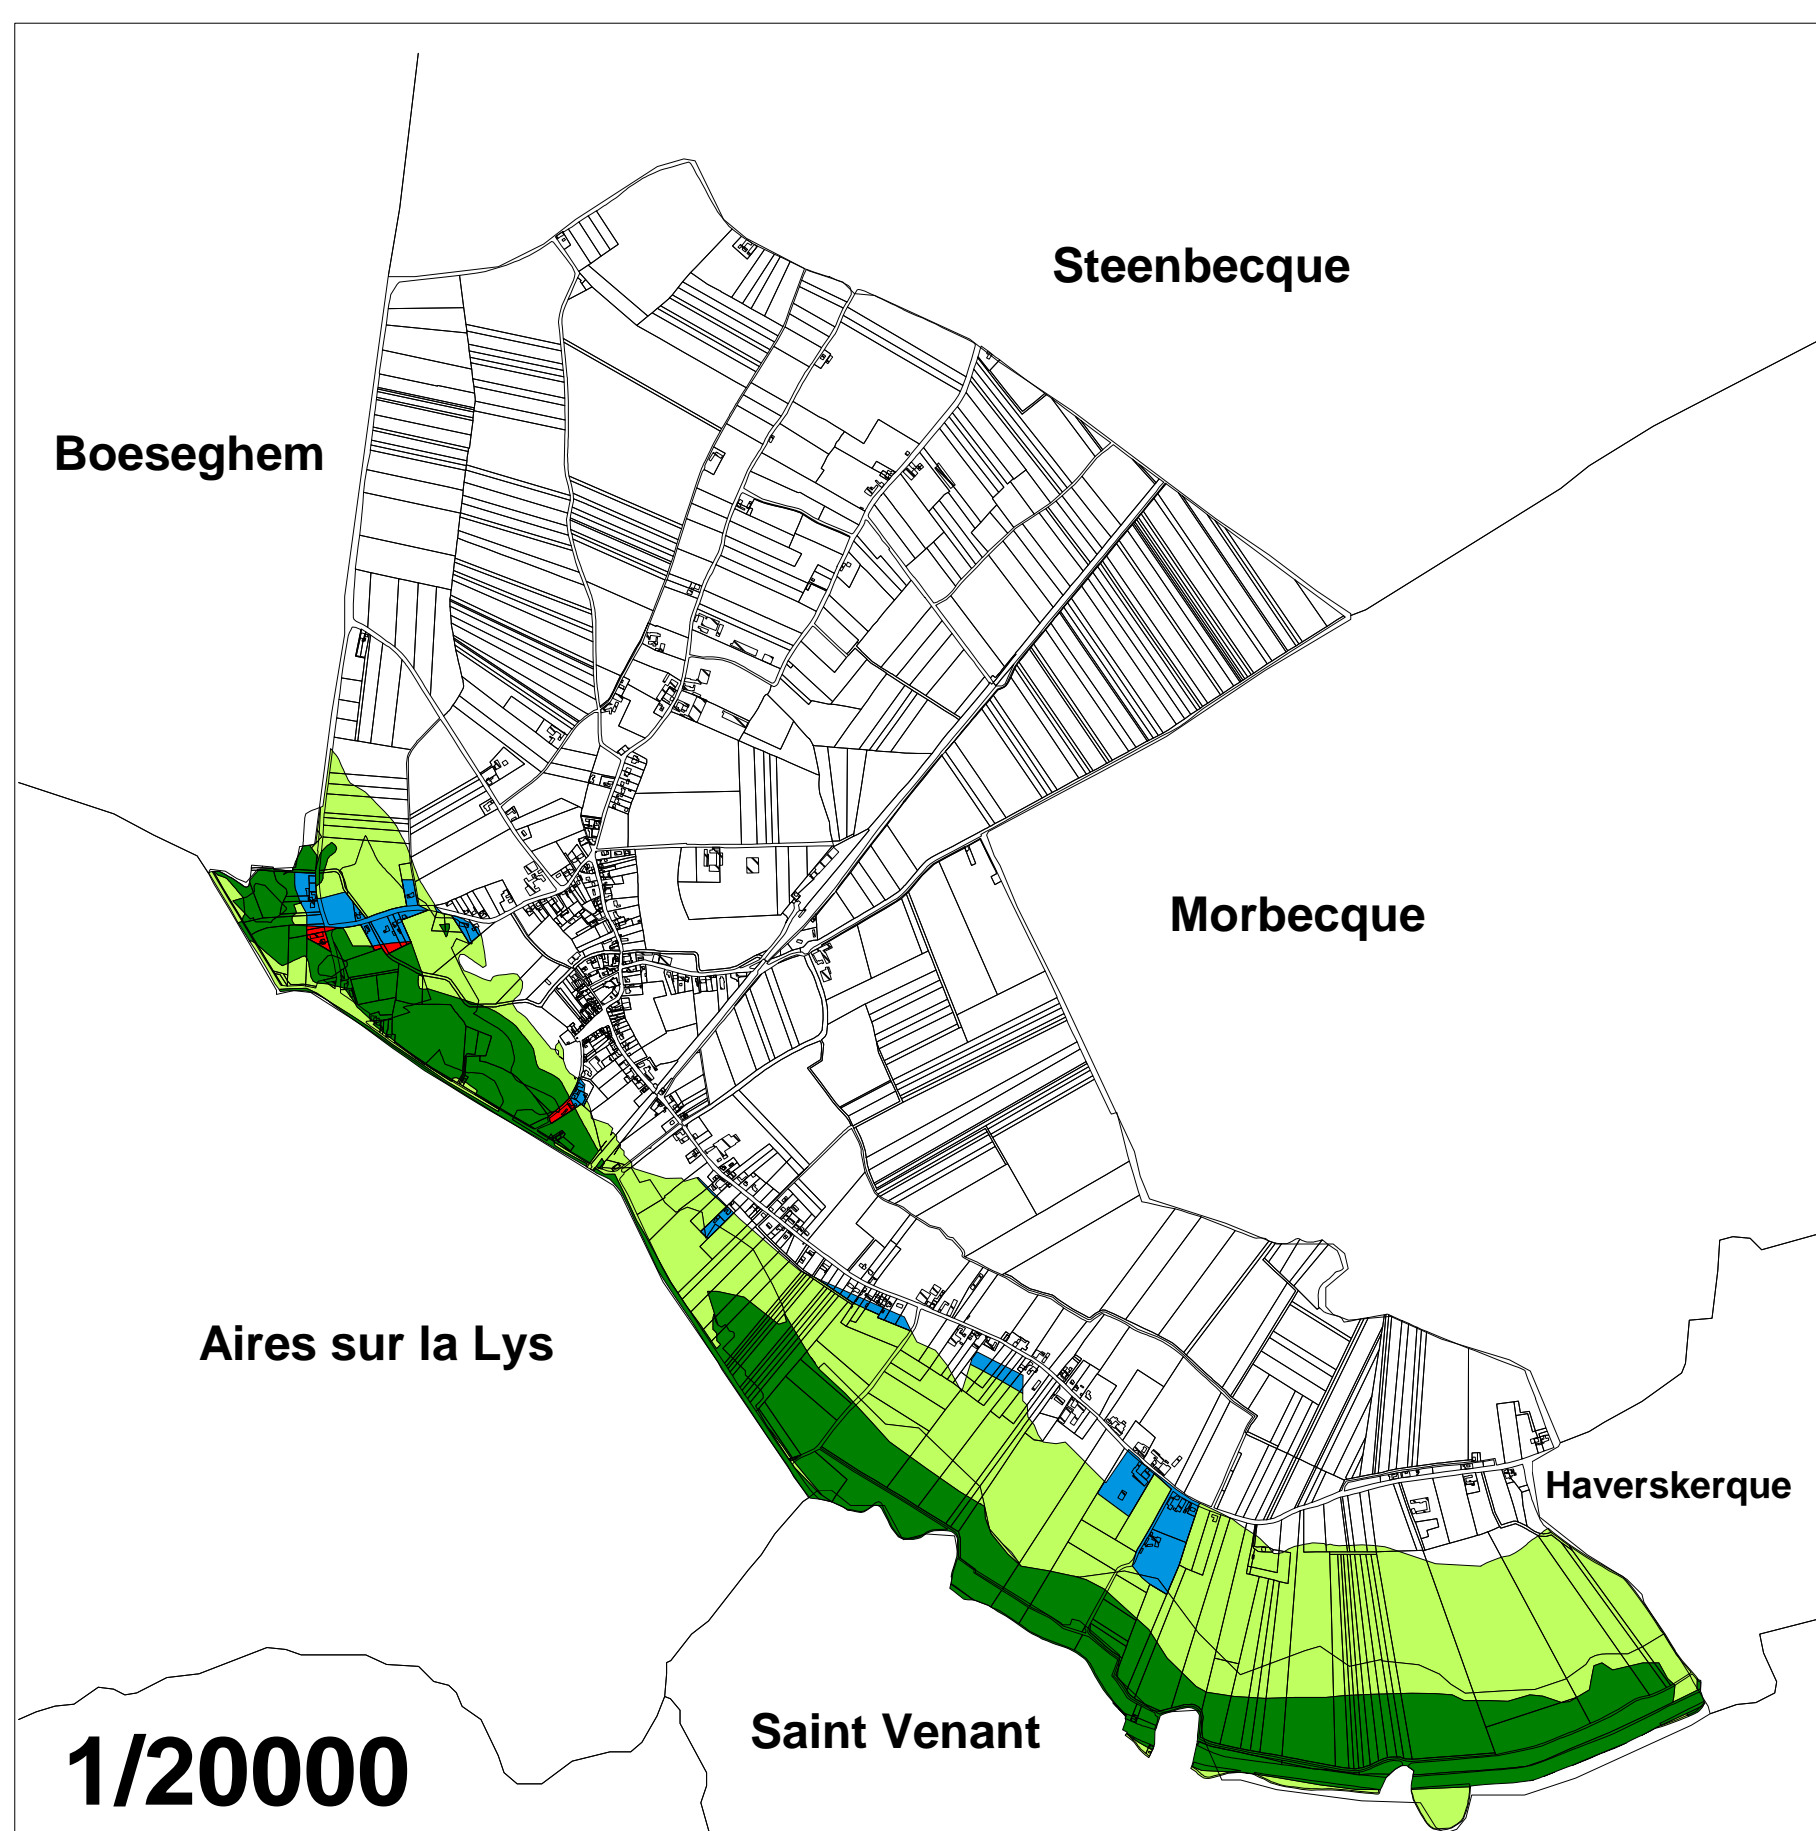 Steenbecque
Boeseghem
Morbecque
Aires sur la Lys
Haverskerque
Saint Venant
1/20000